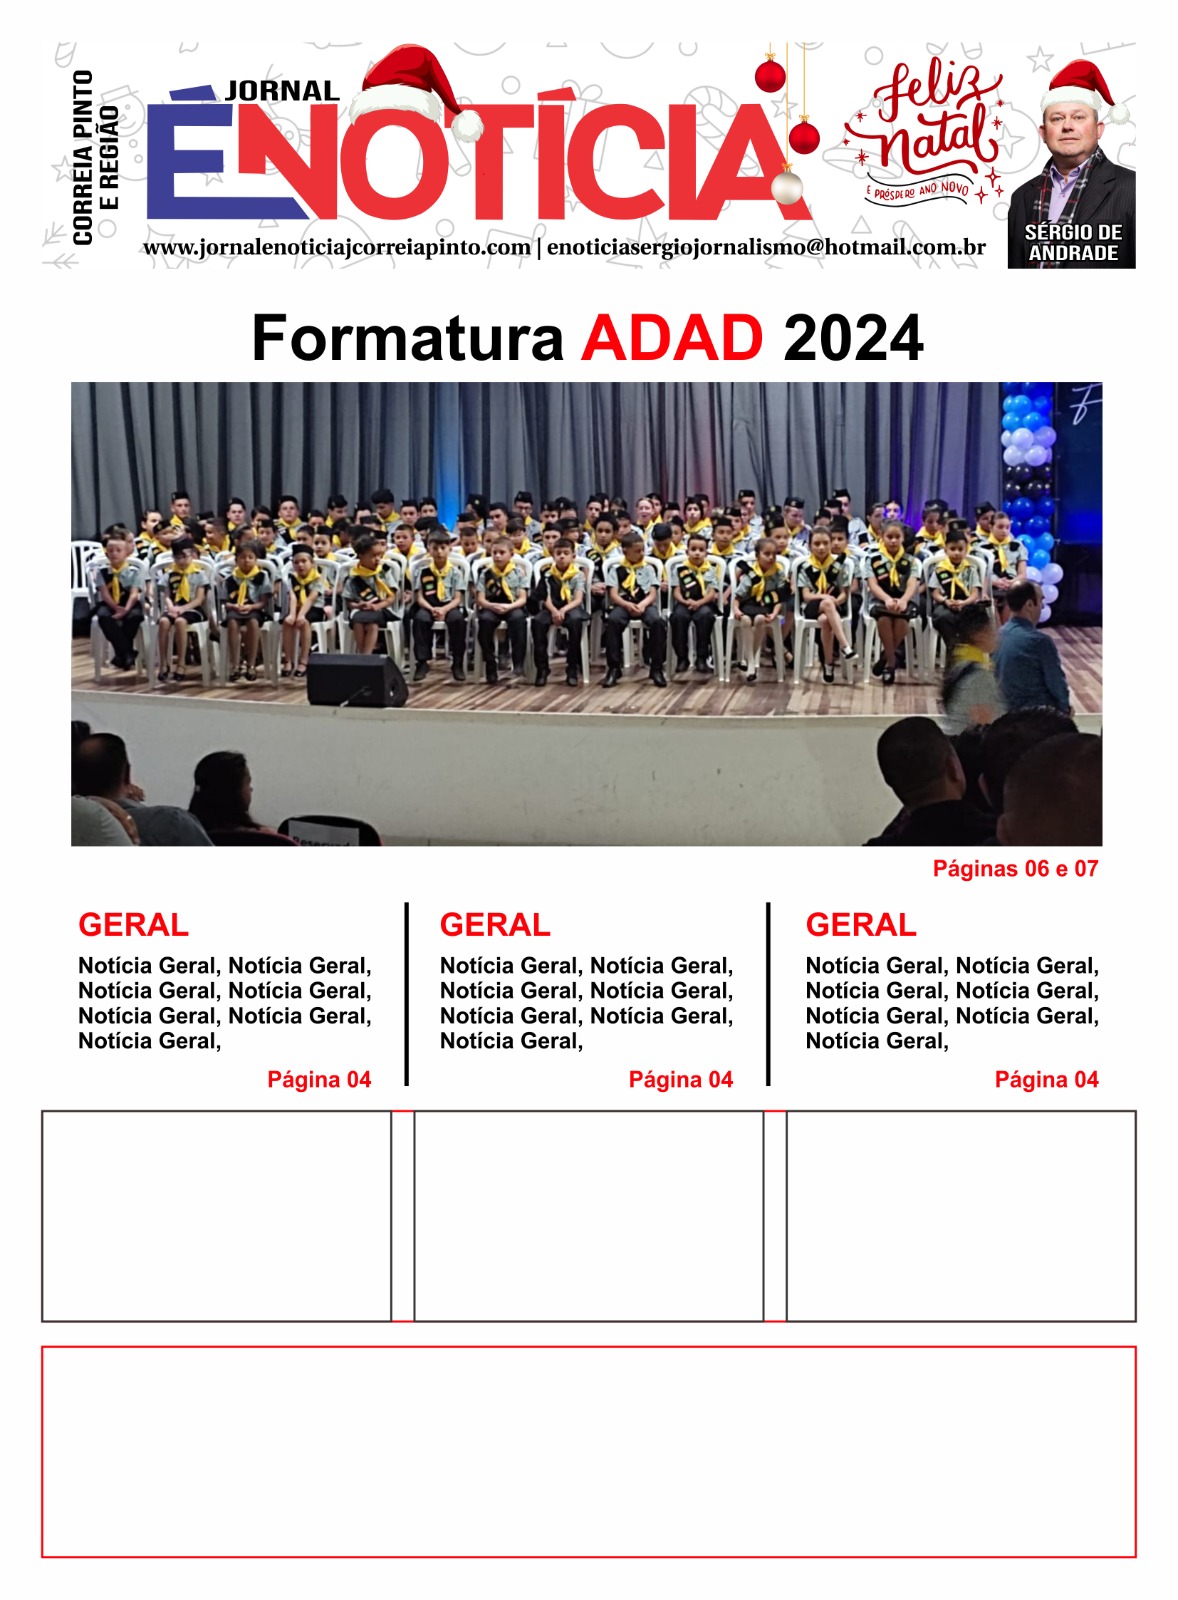 CORREIA PINTO
E REGIÃO
JORNAL
ÉNOTÍCIA
feliz
natal
E PRÓSPERO ANO NOVO
SÉRGIO DE
ANDRADE
www.jornalenoticiajcorreiapinto.com | enoticiasergiojornalismo@hotmail.com.br
Formatura ADAD 2024
F
Reservado
Páginas 06 e 07
GERAL
Notícia Geral, Notícia Geral,
Notícia Geral, Notícia Geral,
Notícia Geral, Notícia Geral,
Notícia Geral,
Página 04
GERAL
Notícia Geral, Notícia Geral,
Notícia Geral, Notícia Geral,
Notícia Geral, Notícia Geral,
Notícia Geral,
Página 04
GERAL
Notícia Geral, Notícia Geral,
Notícia Geral, Notícia Geral,
Notícia Geral, Notícia Geral,
Notícia Geral,
Página 04